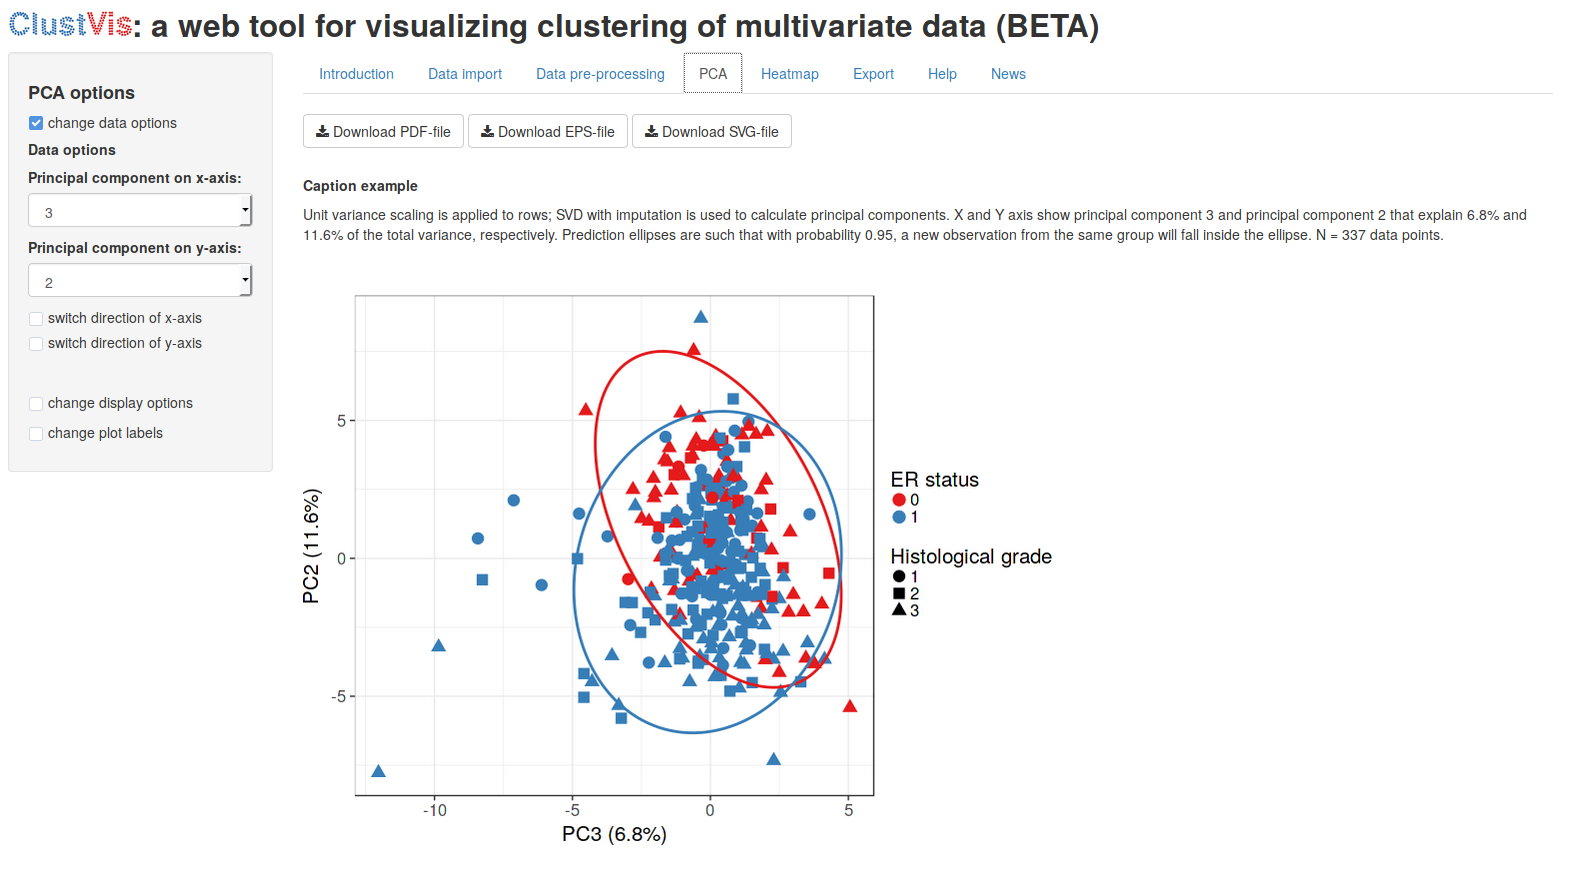 ClustVis: a web tool for visualizing clustering of multivariate data (BETA)
Introduction Data import Data pre-processing PCA Heatmap Export Help News
PCA options
change data options
Data options
Principal component on x-axis:
3
Principal component on y-axis:
2
switch direction of x-axis
switch direction of y-axis
change display options
change plot labels
Download PDF-file Download EPS-file Download SVG-file
Caption example
Unit variance scaling is applied to rows; SVD with imputation is used to calculate principal components. X and Y axis show principal component 3 and principal component 2 that explain 6.8% and
11.6% of the total variance, respectively. Prediction ellipses are such that with probability 0.95, a new observation from the same group will fall inside the ellipse. N = 337 data points.
PC2 (11.6%)
5
0
-5
-10 -5 0 5
PC3 (6.8%)
ER status
0
1
Histological grade
1
2
3